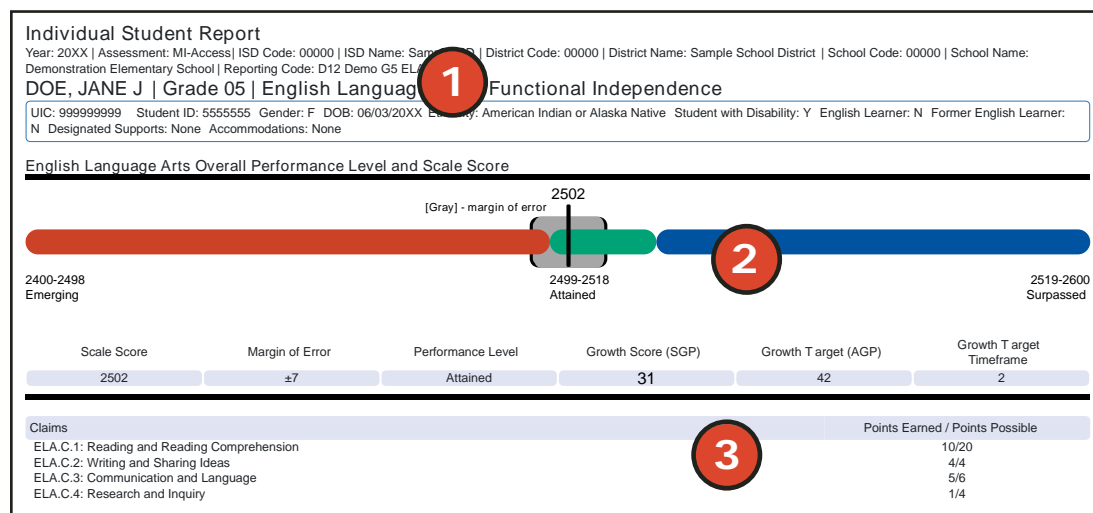 Individual Student Report
Year: 20XX | Assessment: MI-Access| ISD Code: 00000 | ISD Name: | District Code: 00000 | District Name: Sample School District | School Code: 00000 | School Name:
Demonstration Elementary School | Reporting Code: D12 Demo G5
1
DOE, JANE J | Grade 05 | English Functional Independence
UIC: 999999999 Student ID: 5555555 Gender: F DOB: 06/03/20XX American Indian or Alaska Native Student with Disability: Y English Learner: N Former English Learner:
N Designated Supports: None Accommodations: None
English Language Arts Overall Performance Level and Scale Score
2502
[Gray] - margin of error
2
2400-2498 2499-2518 2519-2600
Emerging Attained Surpassed
Scale Score Margin of Error Performance Level Growth Score (SGP) Growth T arget (AGP) Growth T arget
Timeframe
2502 ±7 Attained 31 42 2
Claims Points Earned / Points Possible
3
ELA.C.1: Reading and Reading Comprehension 10/20
ELA.C.2: Writing and Sharing Ideas 4/4
ELA.C.3: Communication and Language 5/6
ELA.C.4: Research and Inquiry 1/4